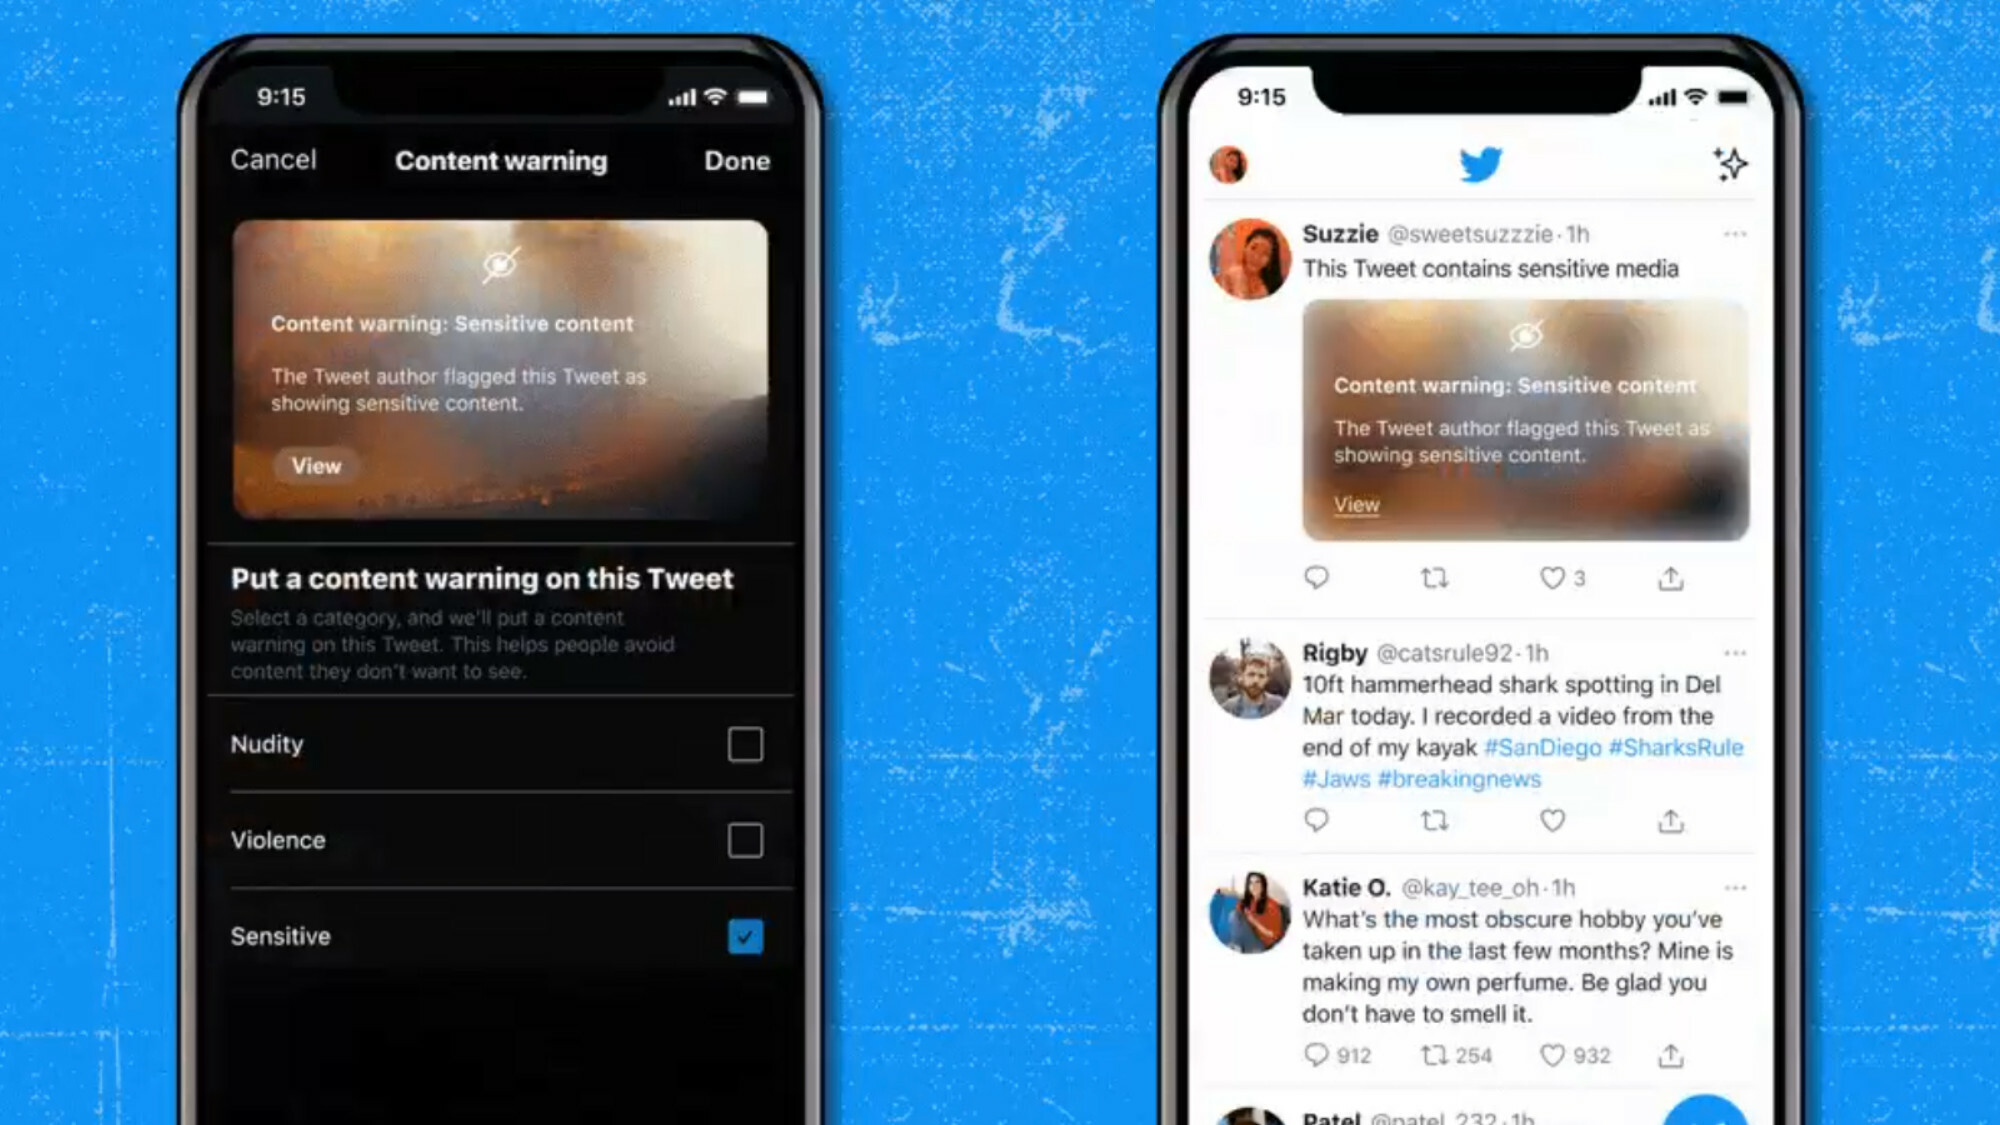 9:15
Cancel
Content warning
Done
Content warning: Sensitive content
The Tweet author flagged this Tweet as
showing sensitive content.
View
Put a content warning on this Tweet
Select a category, and we'll put a content
warning on this Tweet. This helps people avoid
content they don't want to see.
Nudity
Violence
Sensitive
9:15
Suzzie @sweetsuzzzie · 1h
This Tweet contains sensitive media
Content warning: Sensitive content
The Tweet author flagged this Tweet as
showing sensitive content.
View
3
Rigby @catsrule92 · 1h
10ft hammerhead shark spotting in Del
Mar today. I recorded a video from the
end of my kayak #SanDiego #SharksRule
#Jaws #breakingnews
Katie O. @kay_tee_oh · 1h
What's the most obscure hobby you've
taken up in the last few months? Mine is
making my own perfume. Be glad you
don't have to smell it.
912 254 932
Patel @patel_232 · 1h